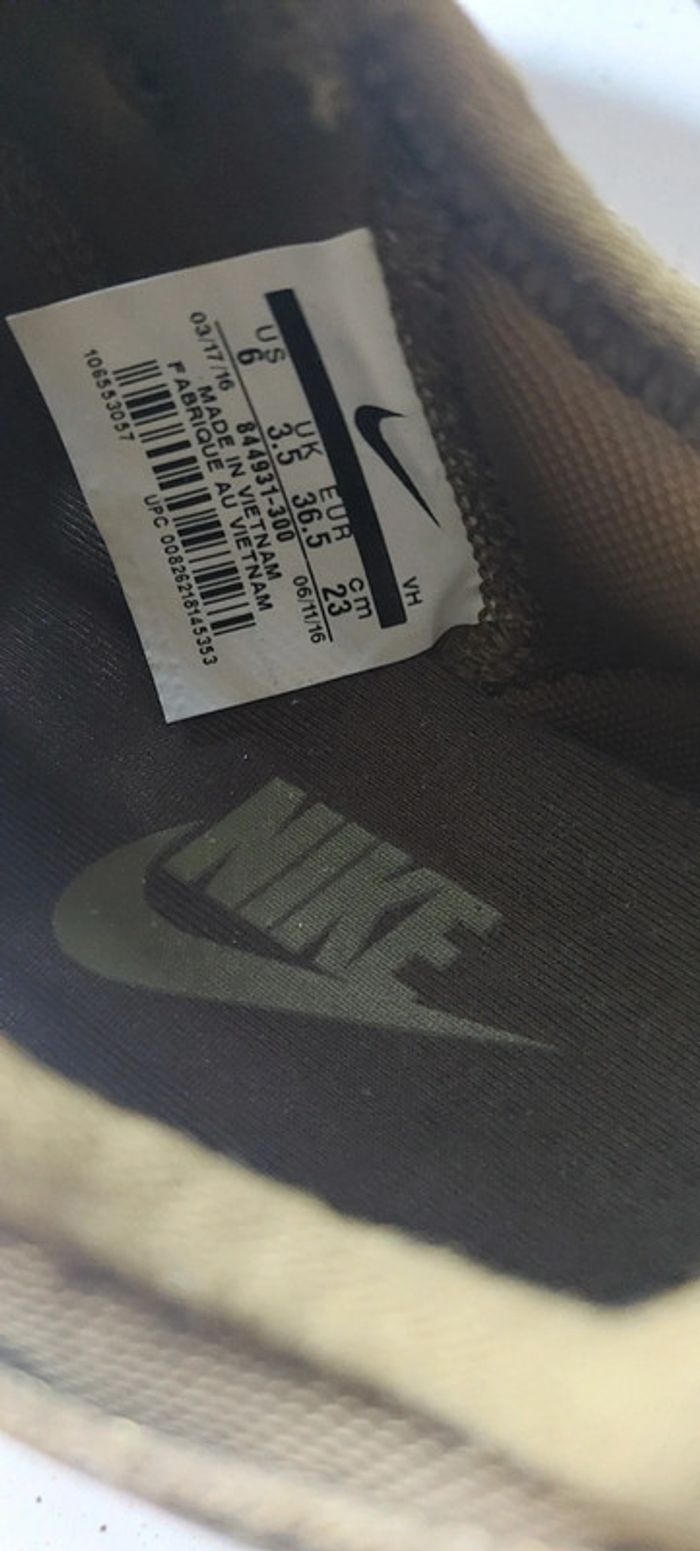 VH
US UK EUR cm
6 3.5 36.5 23
03/17/16 844931-300 06/11/16
MADE IN VIETNAM
FABRIQUE AU VIETNAM
UPC 00826218145353
106553057
NIKE